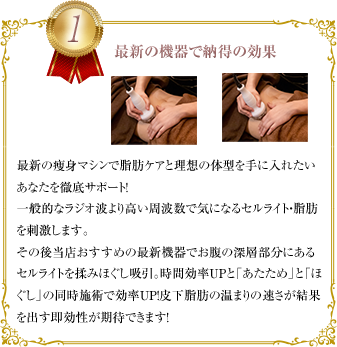 1
最新の機器で納得の効果
最新の痩身マシンで脂肪ケアと理想の体型を手に入れたい
あなたを徹底サポート!
一般的なラジオ波より高い周波数で気になるセルライト・脂肪
を刺激します。
その後当店おすすめの最新機器でお腹の深層部分にある
セルライトを揉みほぐし吸引。時間効率UPと「あたため」と「ほ
ぐし」の同時施術で効率UP!皮下脂肪の温まりの速さが結果
を出す即効性が期待できます!